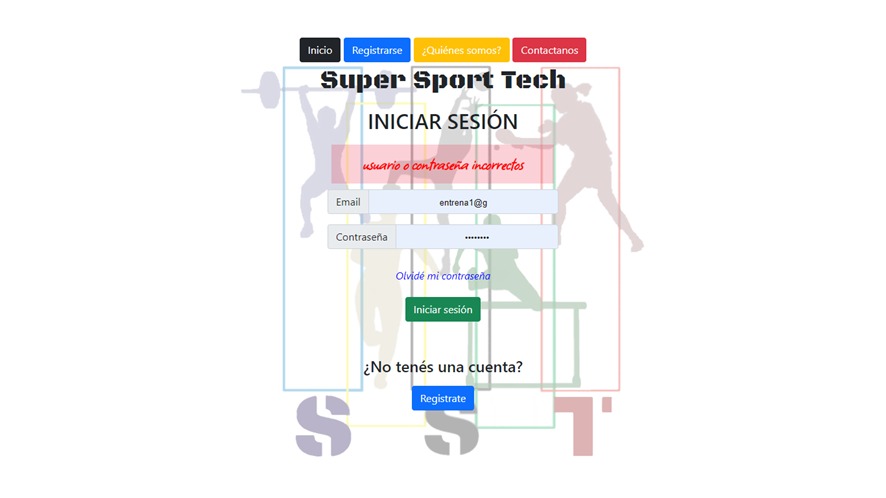 Inicio Registrarse ¿Quiénes somos? Contactanos
Super Sport Tech
INICIAR SESIÓN
usuario o contraseña incorrectos
Email entrena1@g
Contraseña ••••••••
Olvidé mi contraseña
Iniciar sesión
¿No tenés una cuenta?
Registrate
S S T